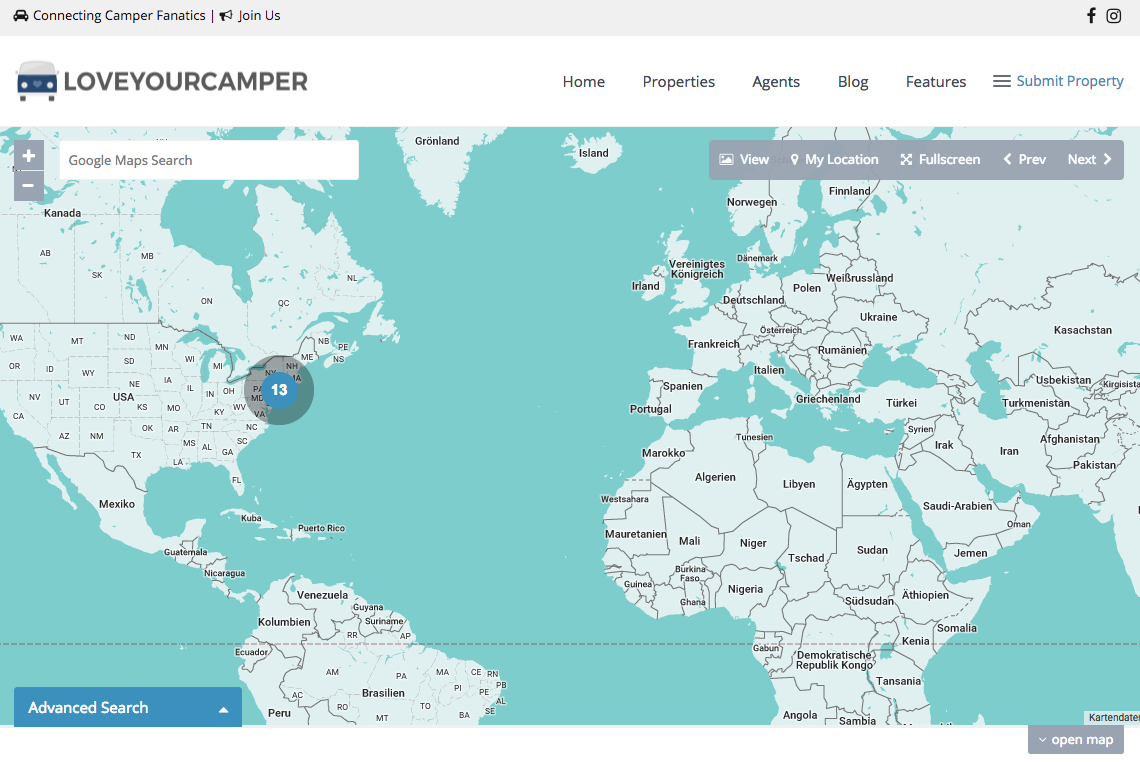 Connecting Camper Fanatics | Join Us
LOVEYOURCAMPER
Home Properties Agents Blog Features Submit Property
+
−
Google Maps Search
View My Location Fullscreen Prev Next
Grönland
Island
Finnland
Norwegen
Kanada
AB
SK
MB
ON
QC
NL
NB
PE
NS
ME
Dänemark
Vereinigtes
Königreich
Irland
Weißrussland
Polen
Deutschland
Ukraine
Österreich
Frankreich
Rumänien
Italien
Spanien
Portugal
Griechenland
Türkei
Kasachstan
Usbekistan
Kirgisista
Turkmenistan
Syrien
Irak
Iran
Afghanistan
Pakistan
WA
MT
ND
MN
OR
ID
WY
SD
WI
MI
NY
NH
MA
NV
UT
CO
NE
IA
IL
IN
OH
PA
MD
13
USA
KS
MO
KY
WV
VA
CA
AZ
NM
OK
AR
TN
NC
SC
MS
AL
GA
TX
LA
FL
Mexiko
Kuba
Puerto Rico
Guatemala
Nicaragua
Marokko
Tunesien
Algerien
Libyen
Ägypten
Westsahara
Saudi-Arabien
Oman
Mauretanien
Mali
Niger
Tschad
Sudan
Jemen
Burkina
Faso
Guinea
Ghana
Nigeria
Südsudan
Äthiopien
Somalia
Kenia
Gabun
Demokratische
Republik Kongo
Tansania
Angola
Sambia
Venezuela
Guyana
Suriname
Kolumbien
RR
AP
Ecuador
AM
PA
MA
CE
RN
PB
PI
PE
AL
SE
AC
RO
TO
BA
MT
Brasilien
Peru
Advanced Search
Kartendaten
open map